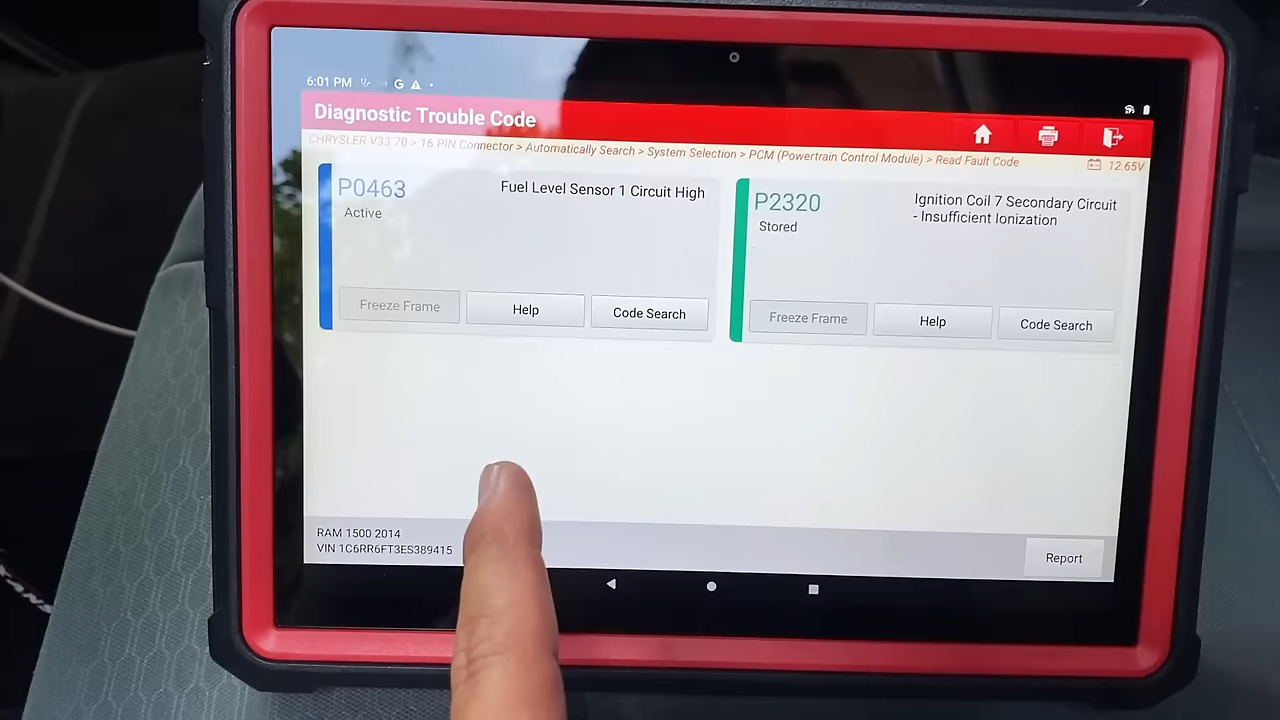 6:01 PM G
Diagnostic Trouble Code
CHRYSLER V33.70 > 16 PIN Connector > Automatically Search > System Selection > PCM (Powertrain Control Module) > Read Fault Code
12.65V
P0463
Fuel Level Sensor 1 Circuit High
Active
Freeze Frame
Help
Code Search
P2320
Ignition Coil 7 Secondary Circuit
- Insufficient Ionization
Stored
Freeze Frame
Help
Code Search
RAM 1500 2014
VIN 1C6RR6FT3ES389415
Report